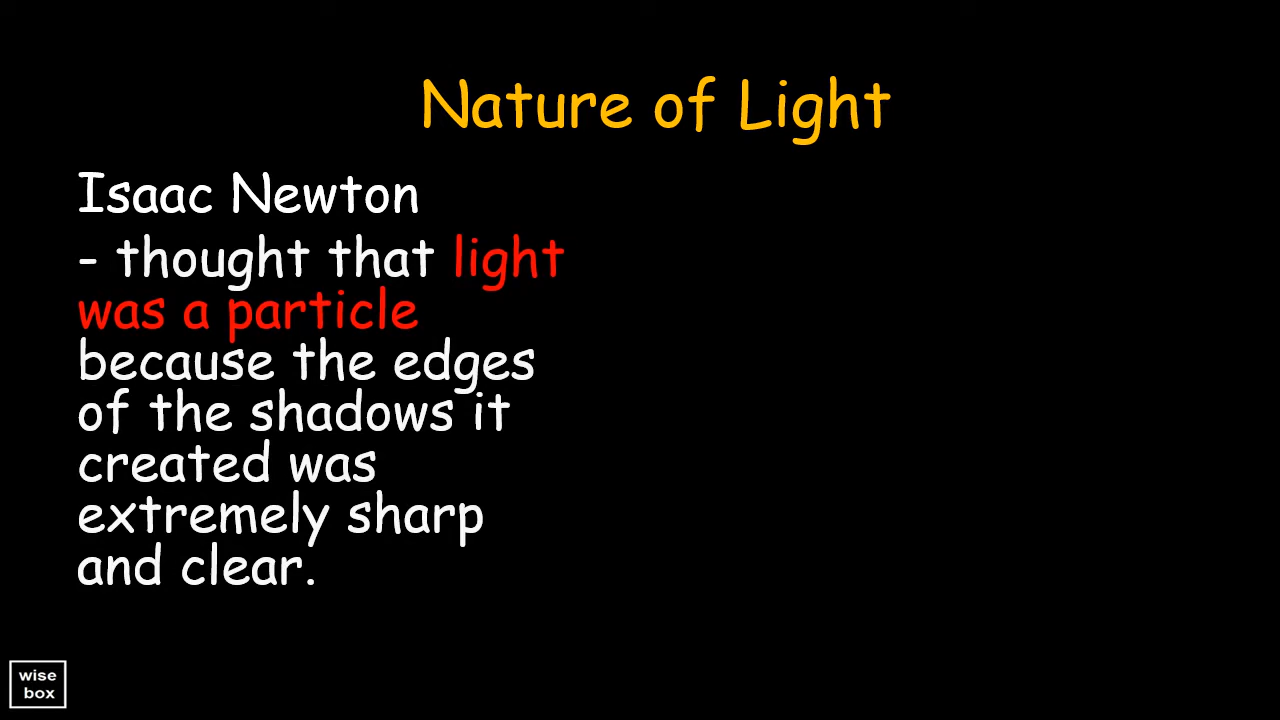 Nature of Light
Isaac Newton
- thought that light
was a particle
because the edges
of the shadows it
created was
extremely sharp
and clear.
wise
box